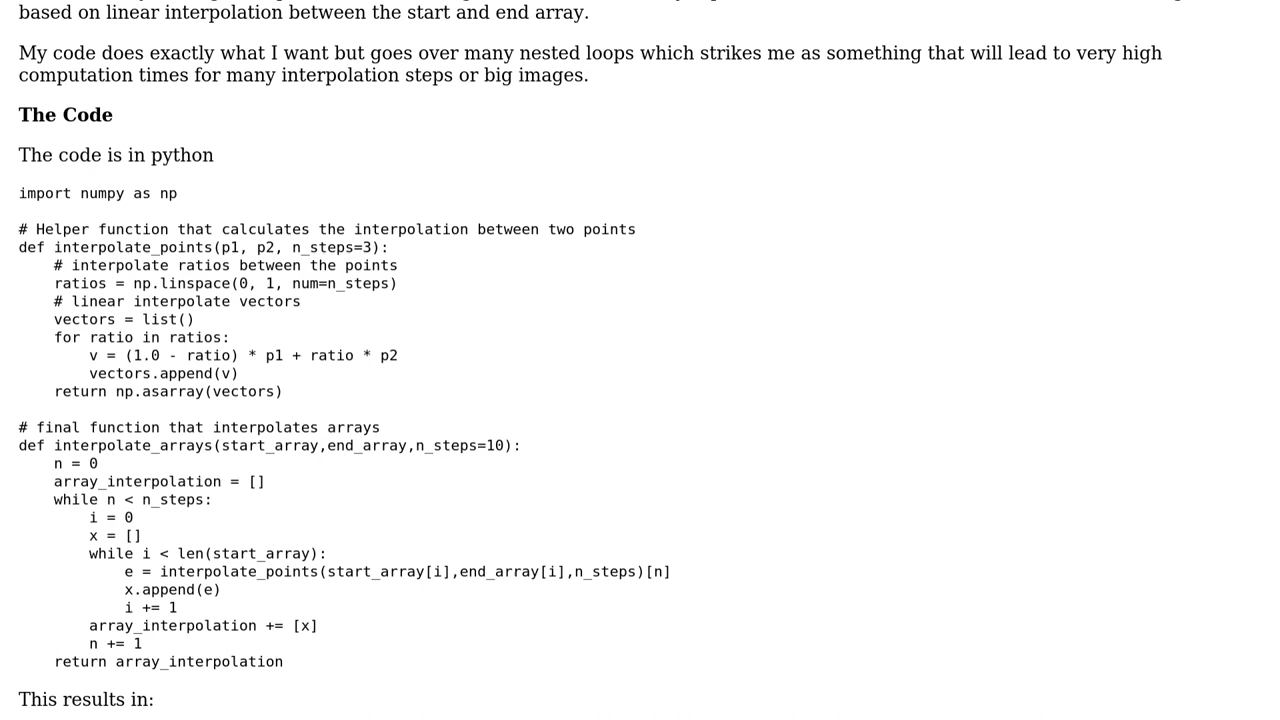 based on linear interpolation between the start and end array.
My code does exactly what I want but goes over many nested loops which strikes me as something that will lead to very high
computation times for many interpolation steps or big images.
The Code
The code is in python
import numpy as np
# Helper function that calculates the interpolation between two points
def interpolate_points(p1, p2, n_steps=3):
    # interpolate ratios between the points
    ratios = np.linspace(0, 1, num=n_steps)
    # linear interpolate vectors
    vectors = list()
    for ratio in ratios:
        v = (1.0 - ratio) * p1 + ratio * p2
        vectors.append(v)
    return np.asarray(vectors)
# final function that interpolates arrays
def interpolate_arrays(start_array,end_array,n_steps=10):
    n = 0
    array_interpolation = []
    while n < n_steps:
        i = 0
        x = []
        while i < len(start_array):
            e = interpolate_points(start_array[i],end_array[i],n_steps)[n]
            x.append(e)
            i += 1
        array_interpolation += [x]
        n += 1
    return array_interpolation
This results in: